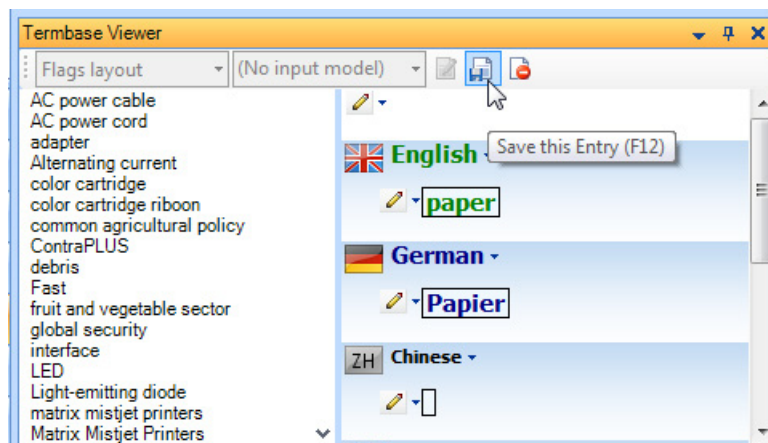 Termbase Viewer
Flags layout
(No input model)
Save this Entry (F12)
AC power cable
AC power cord
adapter
Alternating current
color cartridge
color cartridge riboon
common agricultural policy
ContraPLUS
debris
Fast
fruit and vegetable sector
global security
interface
LED
Light-emitting diode
matrix mistjet printers
Matrix Mistjet Printers
English
paper
German
Papier
ZH Chinese